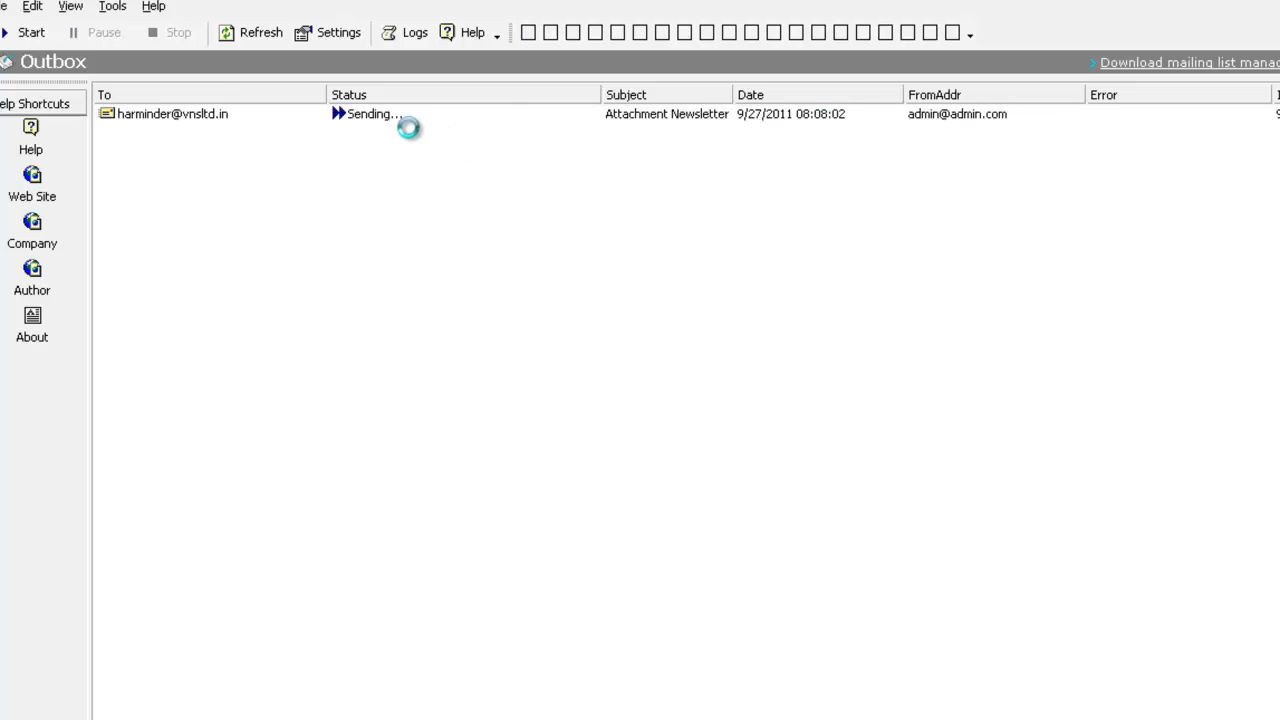 e Edit View Tools Help
Start Pause Stop Refresh Settings Logs Help
Outbox Download mailing list manag
elp Shortcuts
To Status Subject Date FromAddr Error
harminder@vnsltd.in Sending... Attachment Newsletter 9/27/2011 08:08:02 admin@admin.com
Help
Web Site
Company
Author
About